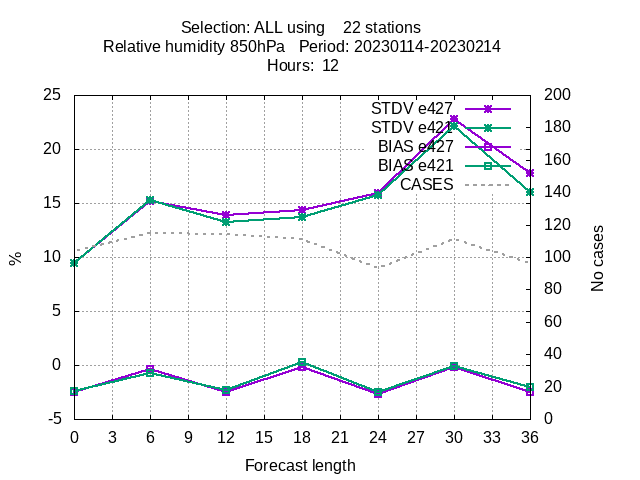 Selection: ALL using 22 stations
Relative humidity 850hPa Period: 20230114-20230214
Hours: 12
25 200
STDV e427
180
STDV e421
20 160
BIAS e427
BIAS e421
140
CASES
15
120
10 100
80
5
60
0 40
20
-5 0
% No cases
0 3 6 9 12 15 18 21 24 27 30 33 36
Forecast length